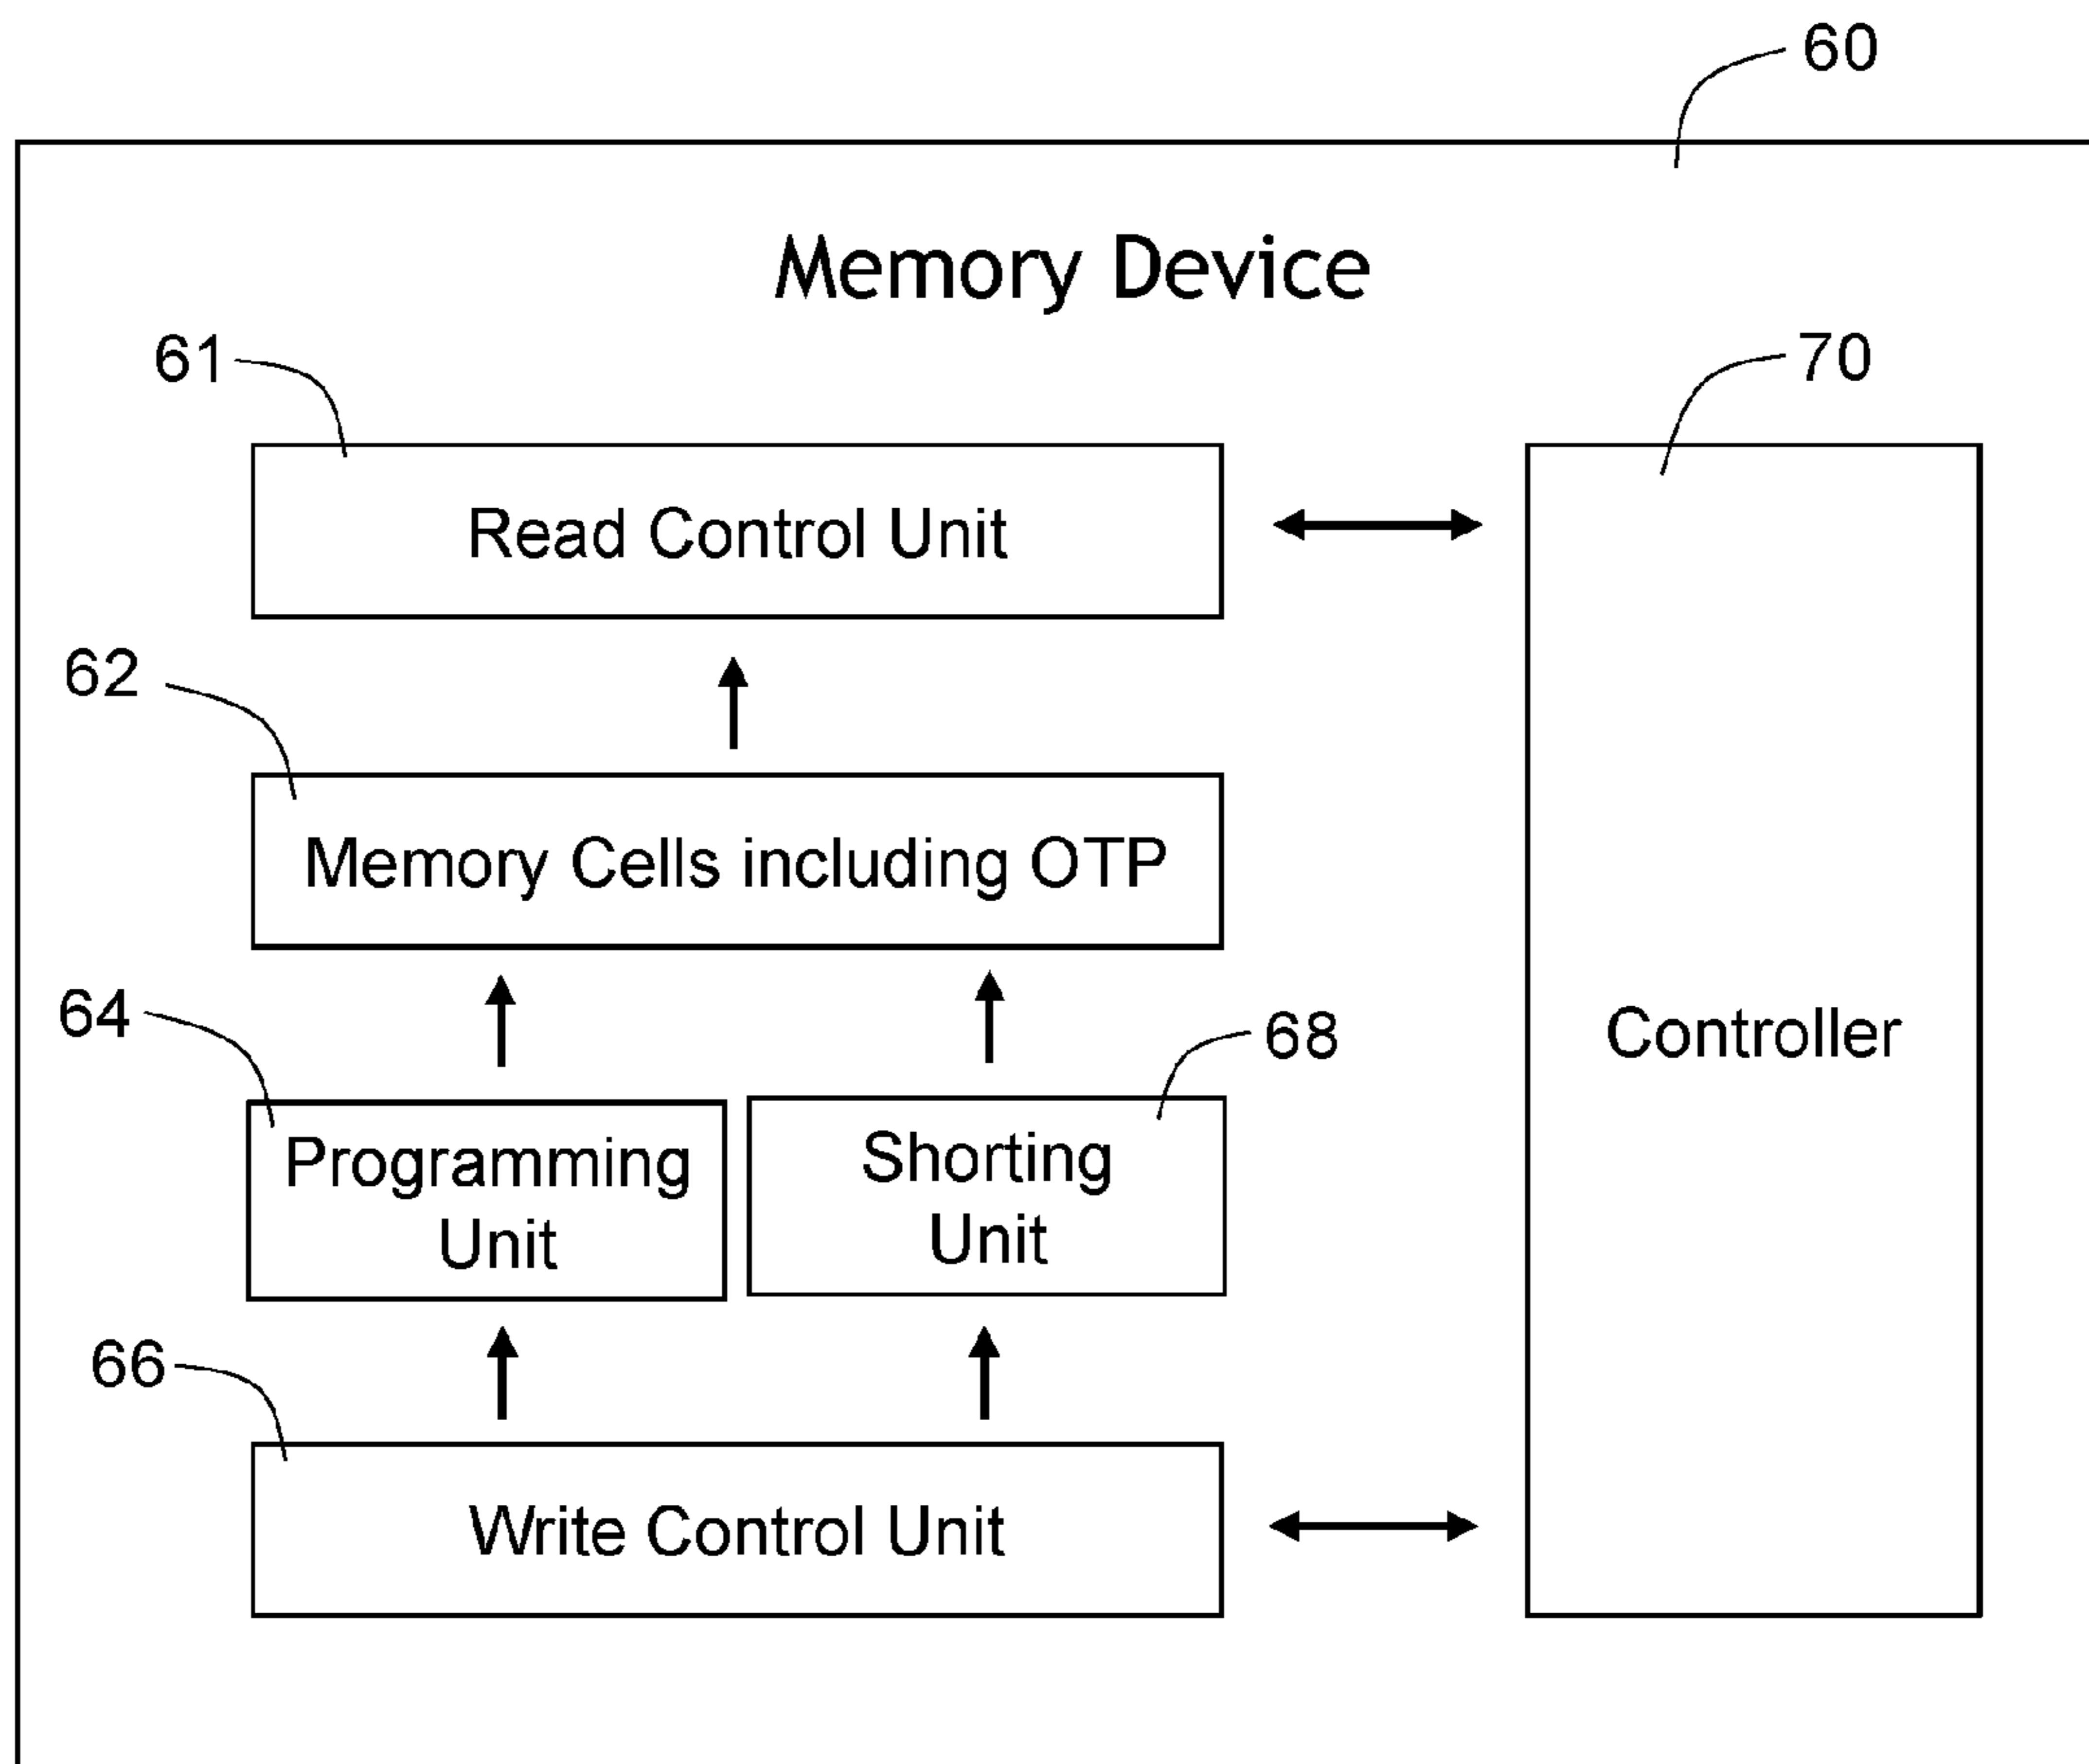 60
Memory Device
61
70
Read Control Unit
62
Memory Cells including OTP
64
68
Controller
Programming
Unit
Shorting
Unit
66
Write Control Unit